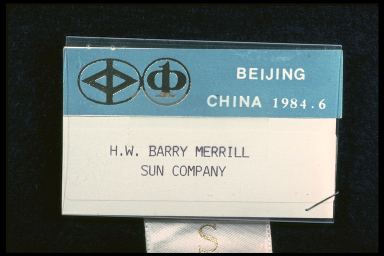 BEIJING
CHINA 1984.6
H.W. BARRY MERRILL
SUN COMPANY
S